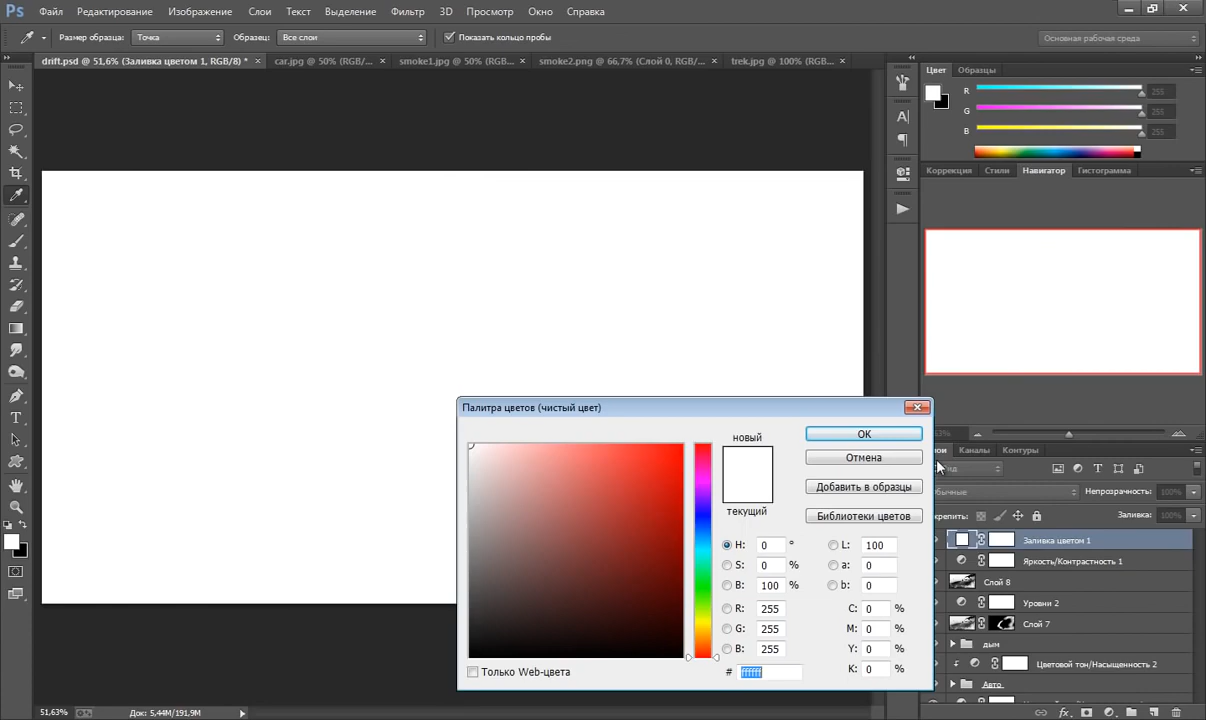 Ps Файл Редактирование Изображение Слои Текст Выделение Фильтр 3D Просмотр Окно Справка
Размер образца: Точка Образец: Все слои Показать кольцо пробы Основная рабочая среда
drift.psd @ 51,6% (Заливка цветом 1, RGB/8) * × car.jpg @ 50% (RGB/... × smoke1.jpg @ 50% (RGB/... × smoke2.png @ 66,7% (Слой 0, RGB/... × trek.jpg @ 100% (RGB/... ×
Цвет Образцы
R 255
G 255
B 255
Коррекция Стили Навигатор Гистограмма
Палитра цветов (чистый цвет)
новый
текущий
OK
Отмена
Добавить в образцы
Библиотеки цветов
H: 0 ° L: 100
S: 0 % a: 0
B: 100 % b: 0
R: 255 C: 0 %
G: 255 M: 0 %
B: 255 Y: 0 %
# ffffff K: 0 %
Только Web-цвета
Каналы Контуры
Непрозрачность: 100%
Заливка: 100%
Заливка цветом 1
Яркость/Контрастность 1
Слой 8
Уровни 2
Слой 7
дым
Цветовой тон/Насыщенность 2
Авто
51,63% Док: 5,44M/191,9M